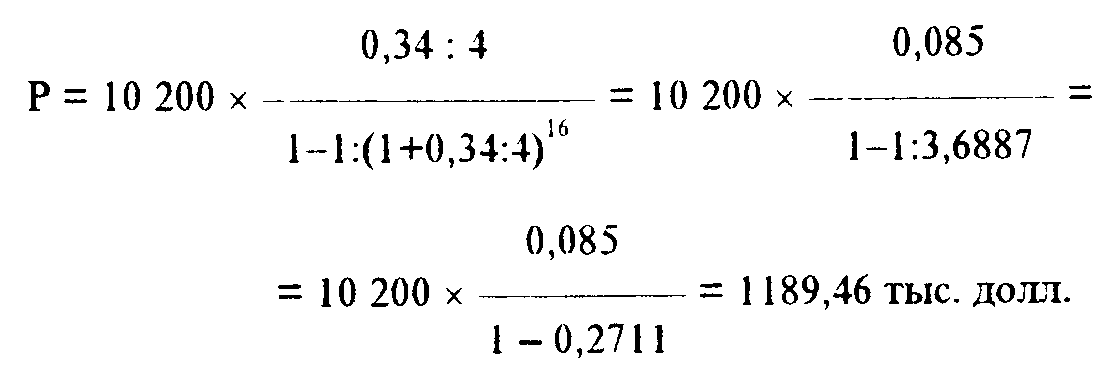 0,34 : 4 0,085
P = 10 200 × ———— = 10 200 × ———— =
1–1:(1+0,34:4)^16 1–1:3,6887
0,085
= 10 200 × ———— = 1189,46 тыс. долл.
1 – 0,2711